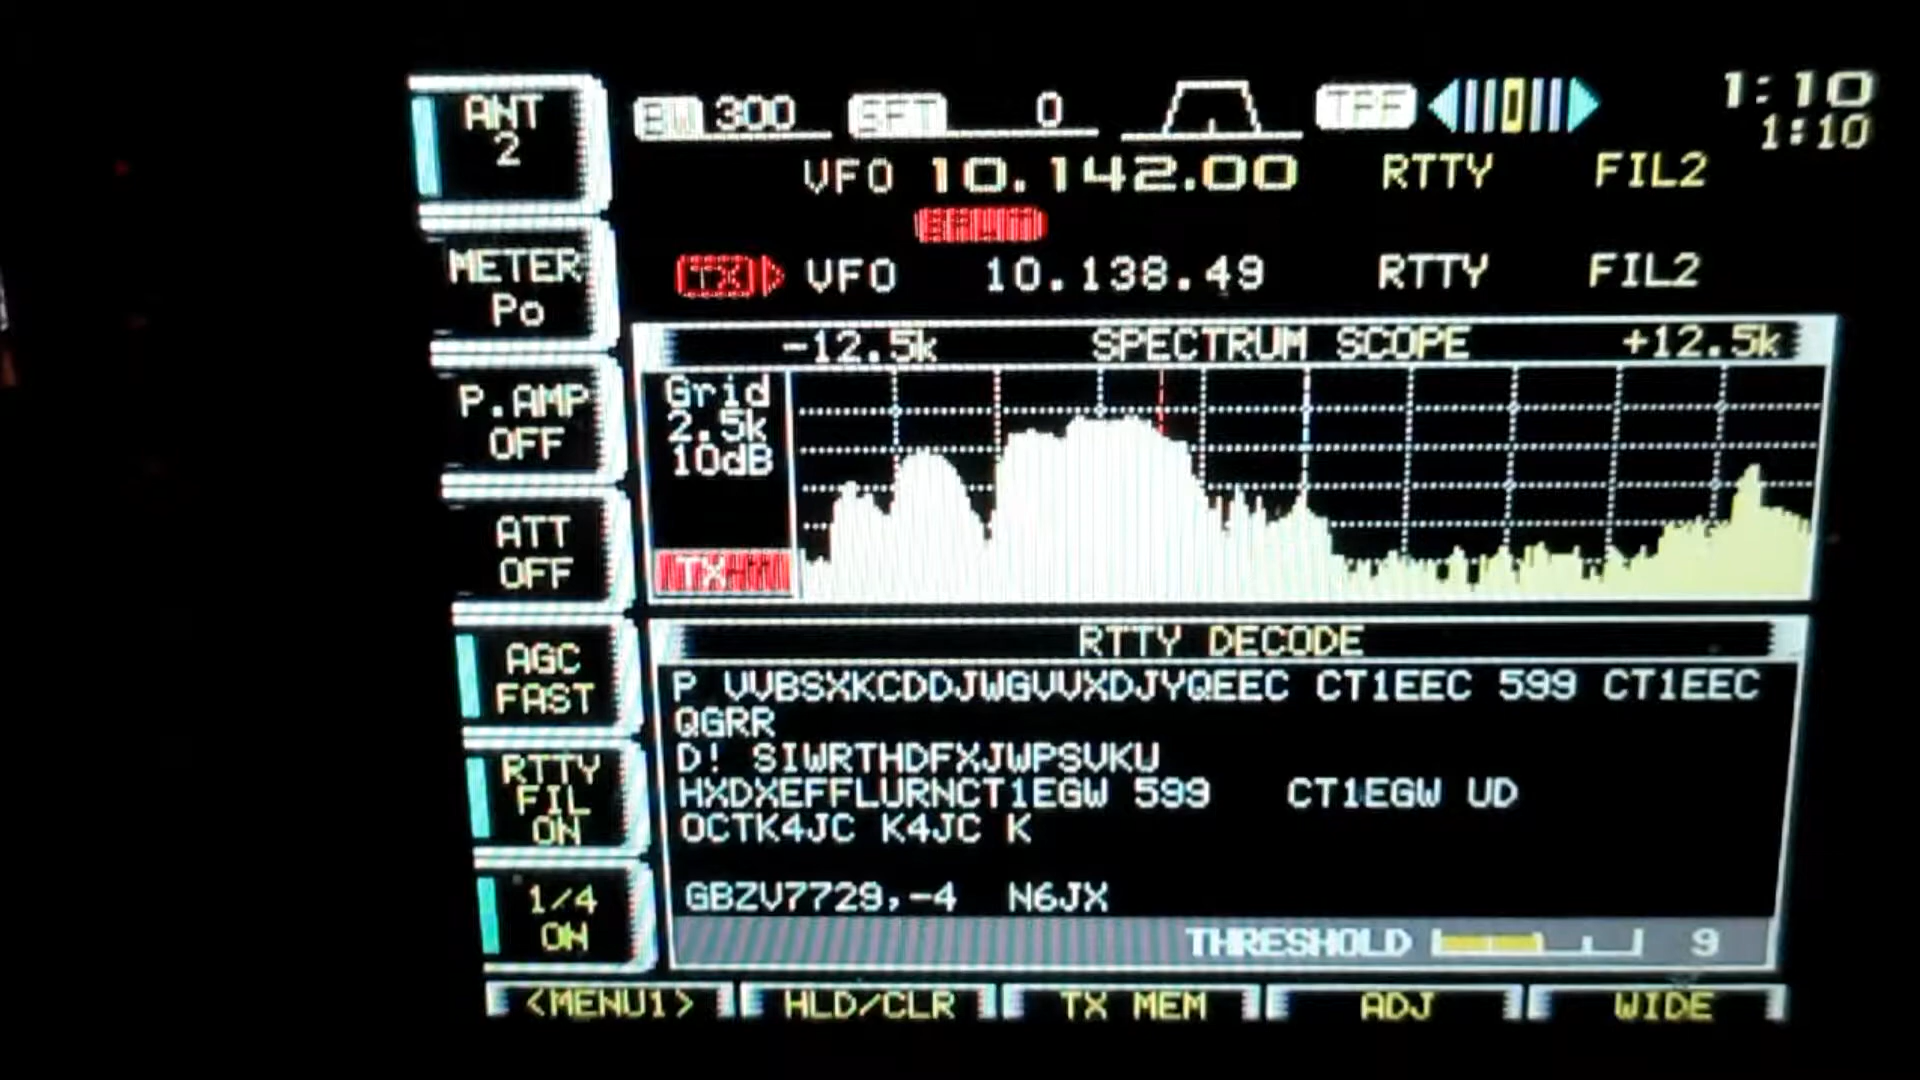 ANT
2
BW 300 SFT 0 TPF 1:10
1:10
VFO 10.142.00 RTTY FIL2
SPLIT
TX VFO 10.138.49 RTTY FIL2
METER
Po
P.AMP
OFF
ATT
OFF
AGC
FAST
RTTY
FIL
ON
1/4
ON
-12.5k SPECTRUM SCOPE +12.5k
Grid
2.5k
10dB
TX
RTTY DECODE
P VVBSXKCDDJWGVVXDJYQEEC CT1EEC 599 CT1EEC
QGRR
D! SIWRTHDFXJWPSVKU
HXDXEFFLURNCT1EGW 599 CT1EGW UD
OCTK4JC K4JC K
GBZV7729,-4 N6JX
THRESHOLD 9
<MENU1> HLD/CLR TX MEM ADJ WIDE